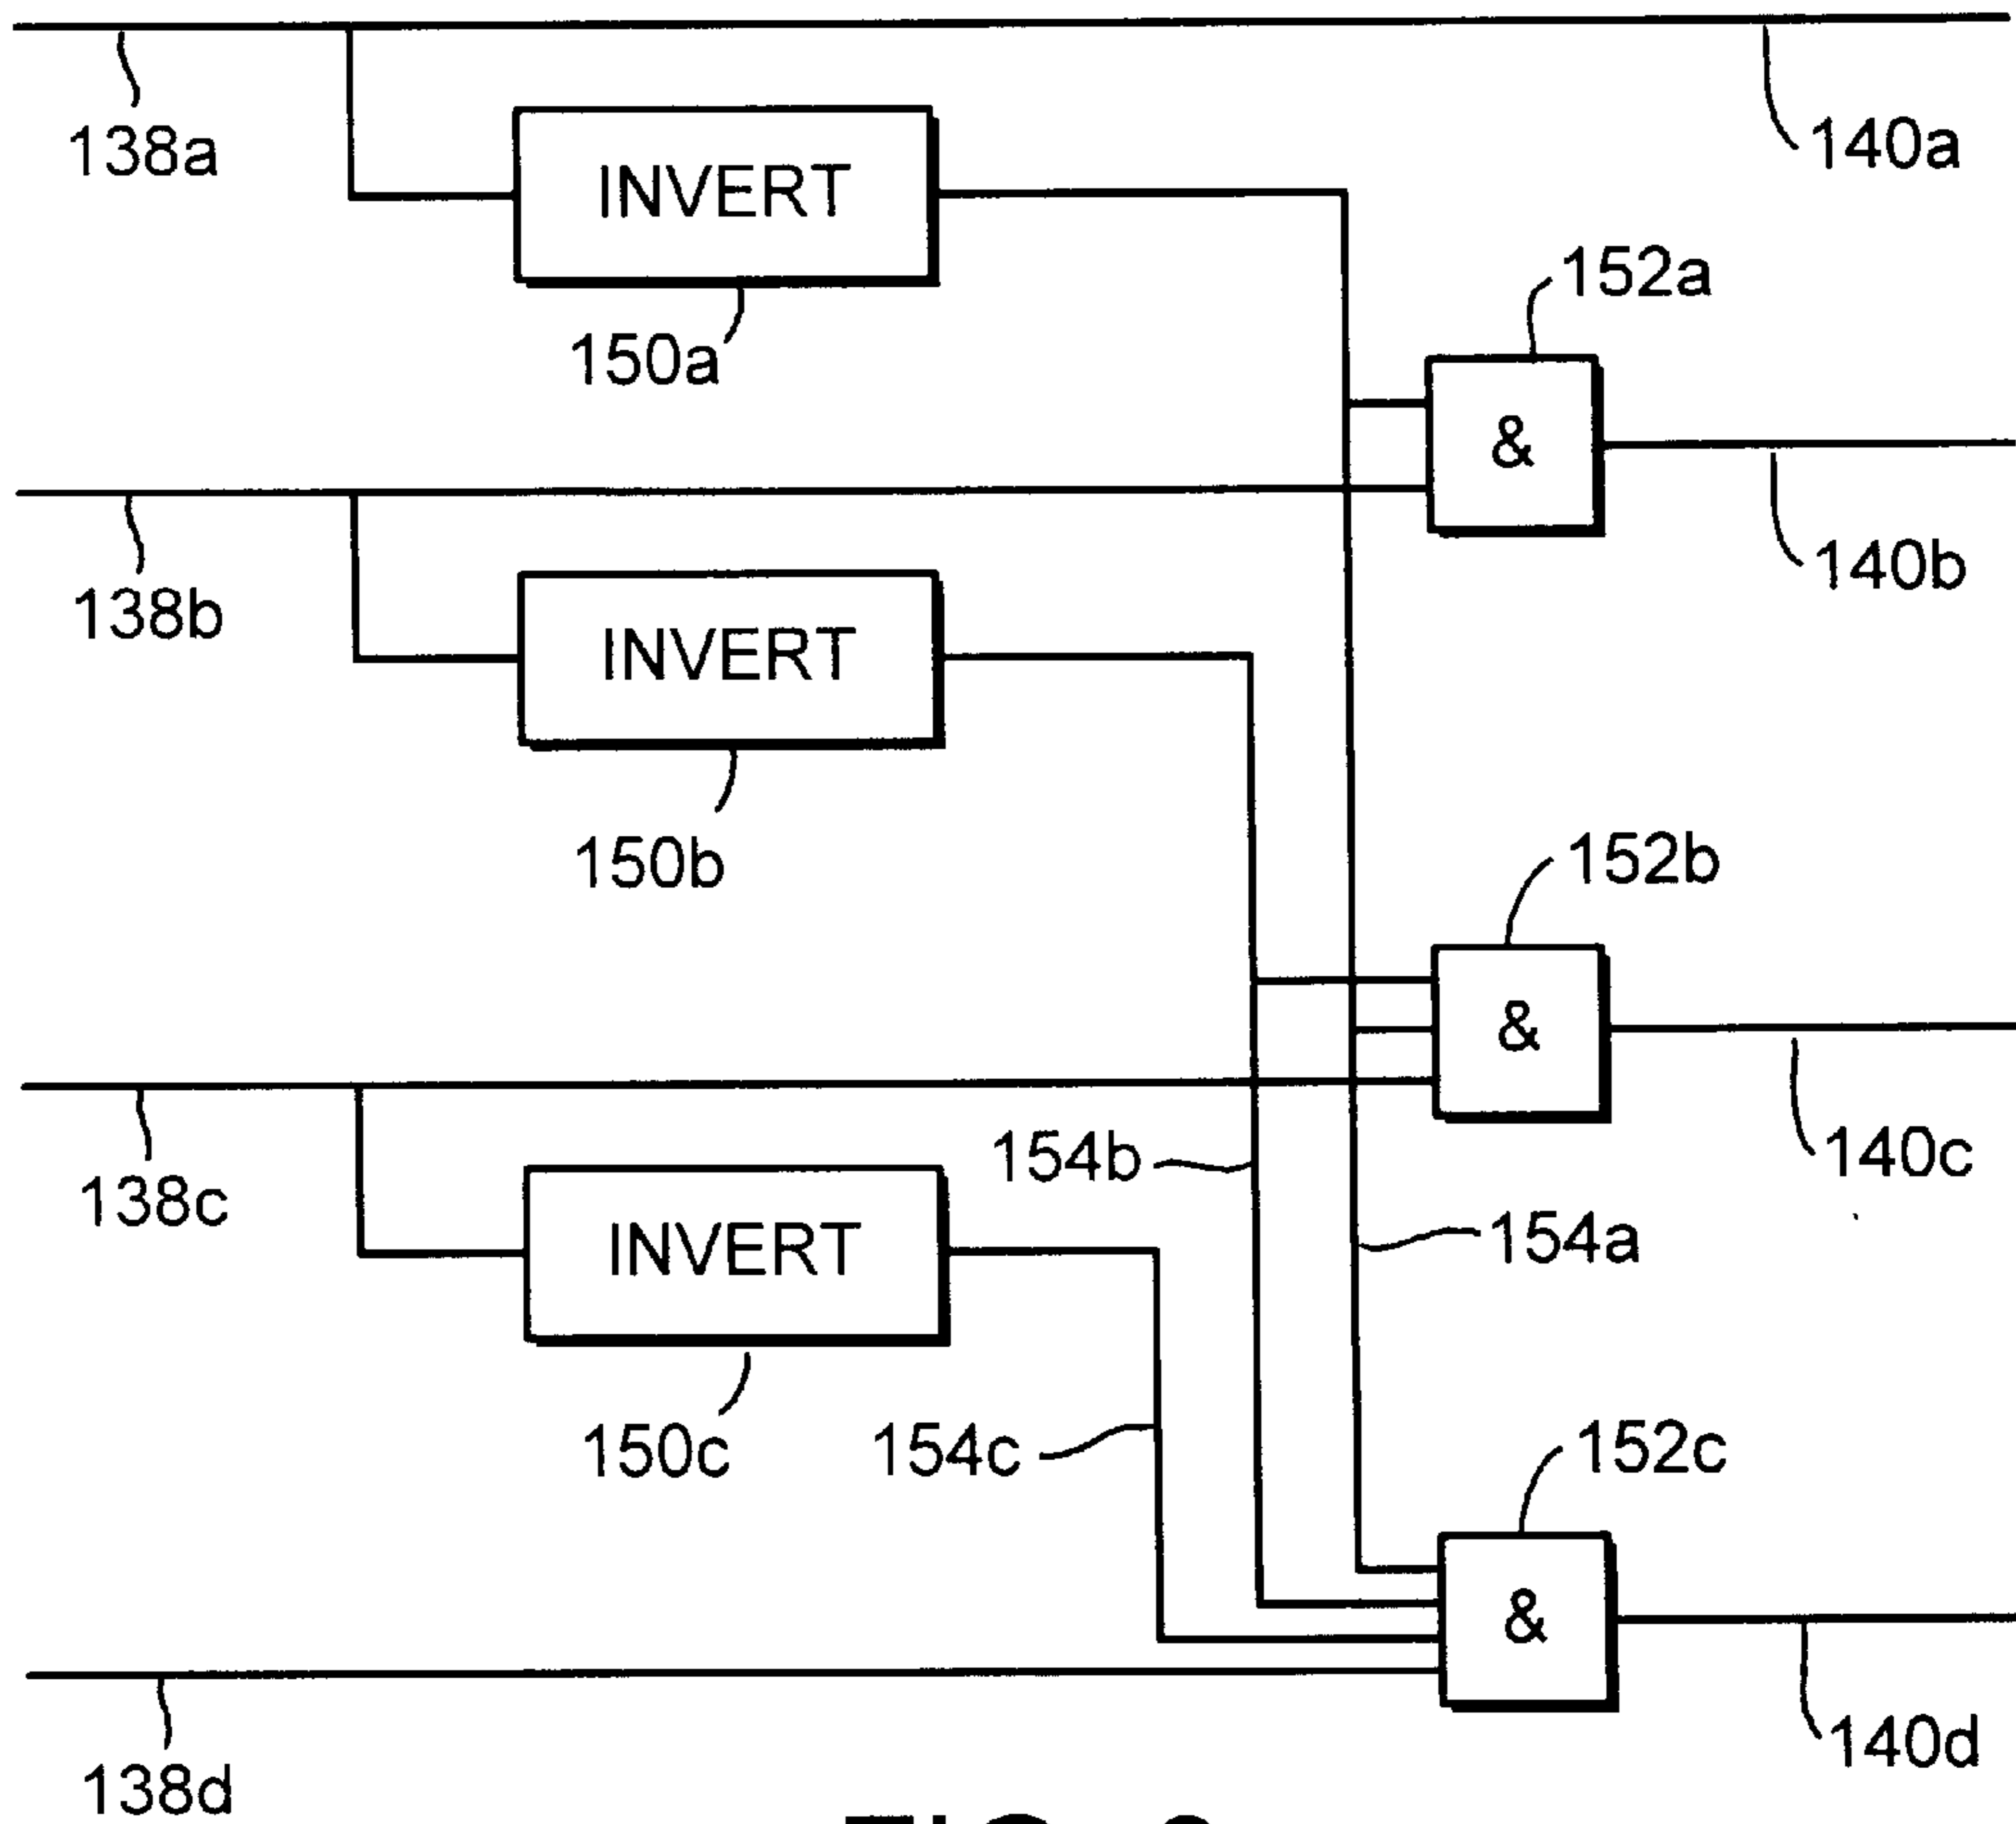 138a
140a
INVERT
150a
152a
&
138b
140b
INVERT
150b
152b
&
138c
154b
140c
154a
INVERT
150c
154c
152c
&
138d
140d